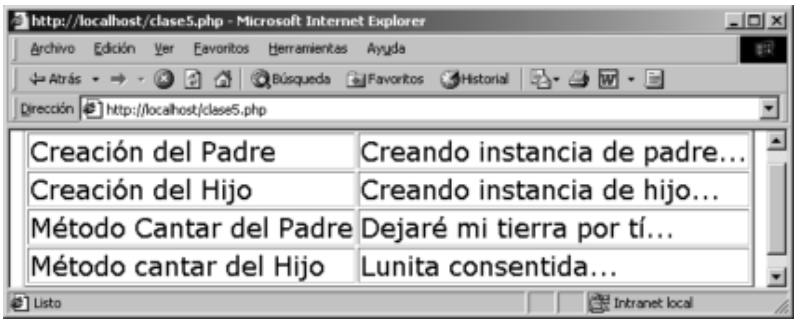 http://localhost/clase5.php - Microsoft Internet Explorer
Archivo Edición Ver Favoritos Herramientas Ayuda
Atrás Búsqueda Favoritos Historial
Dirección http://localhost/clase5.php
Creación del Padre Creando instancia de padre...
Creación del Hijo Creando instancia de hijo...
Método Cantar del Padre Dejaré mi tierra por tí...
Método cantar del Hijo Lunita consentida...
Listo Intranet local